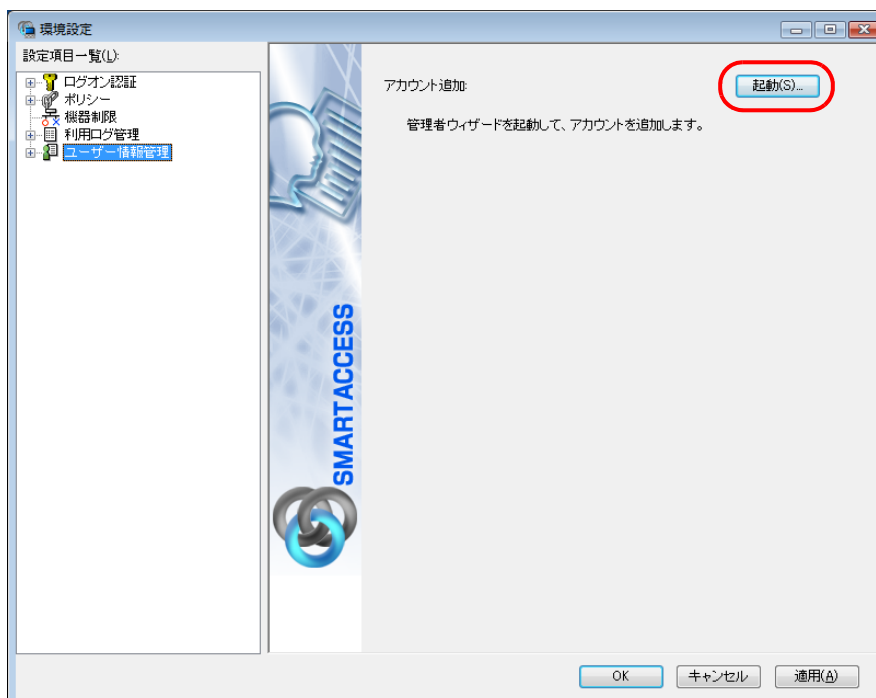 環境設定
設定項目一覧(L):
ログオン認証
ポリシー
機器制限
利用ログ管理
ユーザー情報管理
SMARTACCESS
アカウント追加:
起動(S)...
管理者ウィザードを起動して、アカウントを追加します。
OK
キャンセル
適用(A)